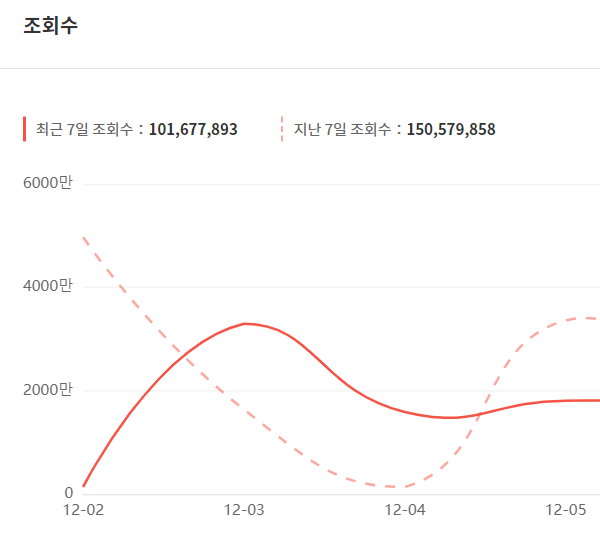 조회수
최근 7일 조회수 : 101,677,893 지난 7일 조회수 : 150,579,858
6000만
4000만
2000만
0
12-02 12-03 12-04 12-05